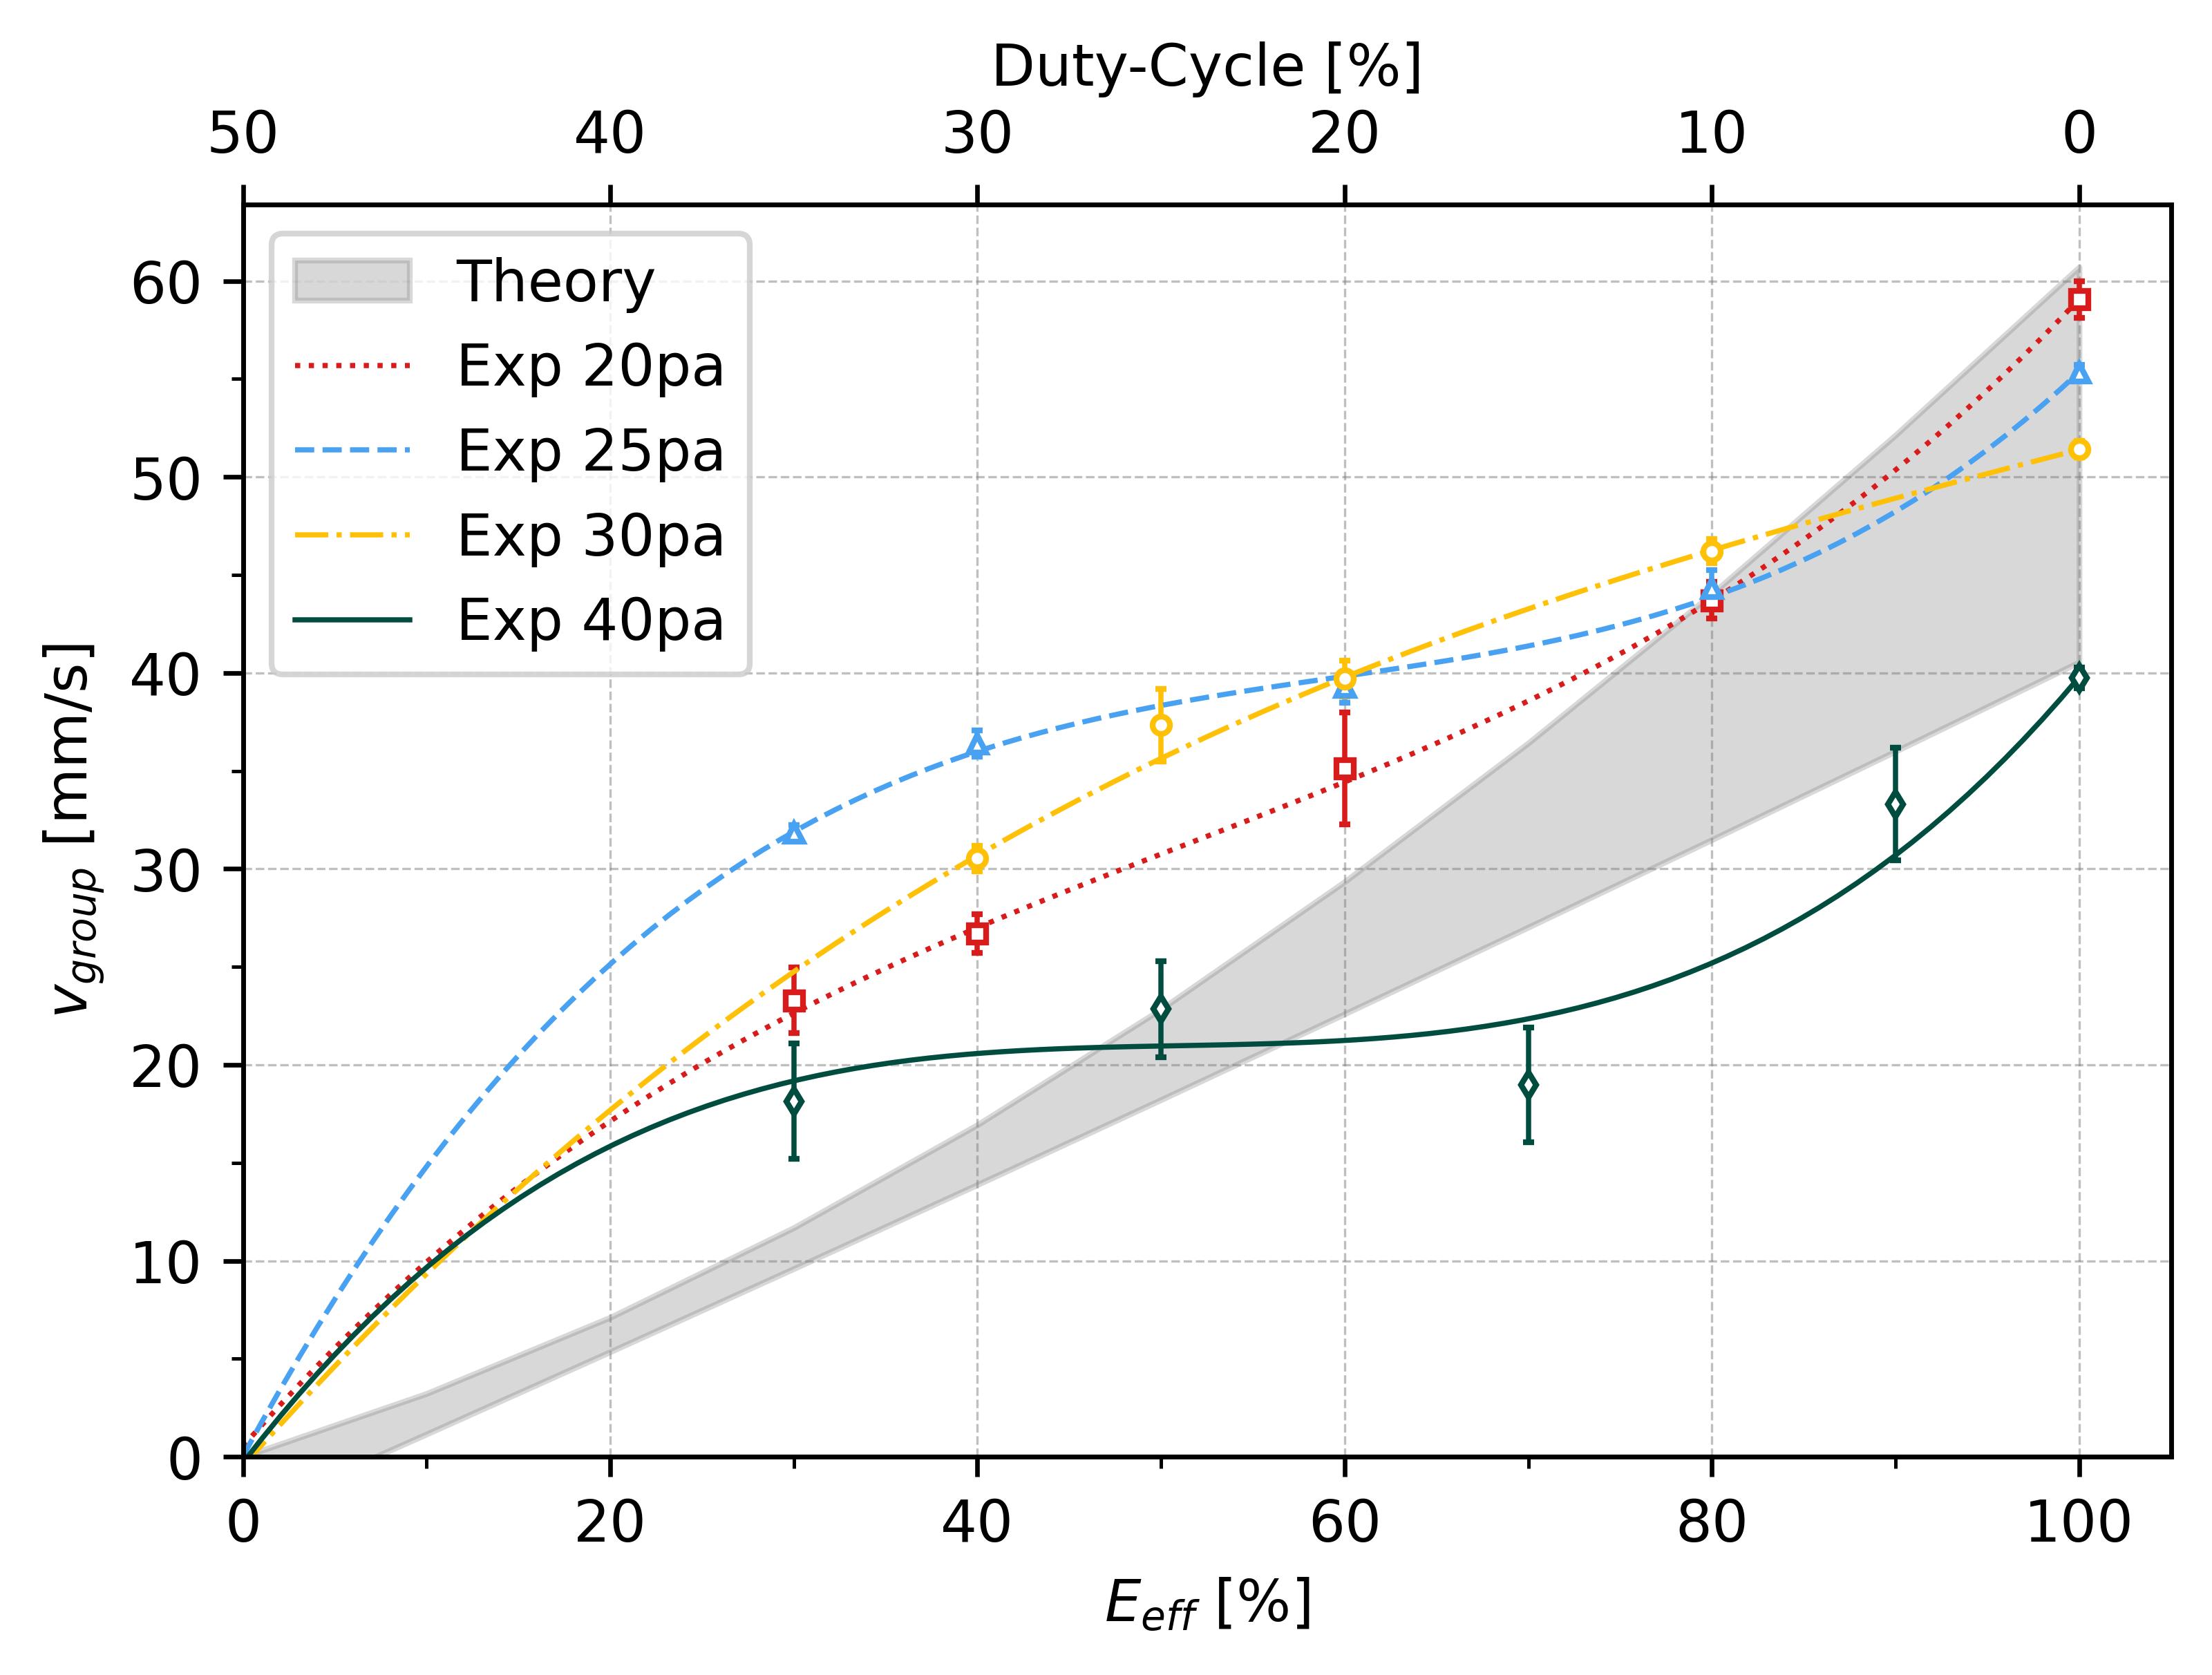 Duty-Cycle [%]
50 40 30 20 10 0
Theory
Exp 20pa
Exp 25pa
Exp 30pa
Exp 40pa
60
50
40
30
20
10
0
v_group [mm/s]
0 20 40 60 80 100
E_eff [%]